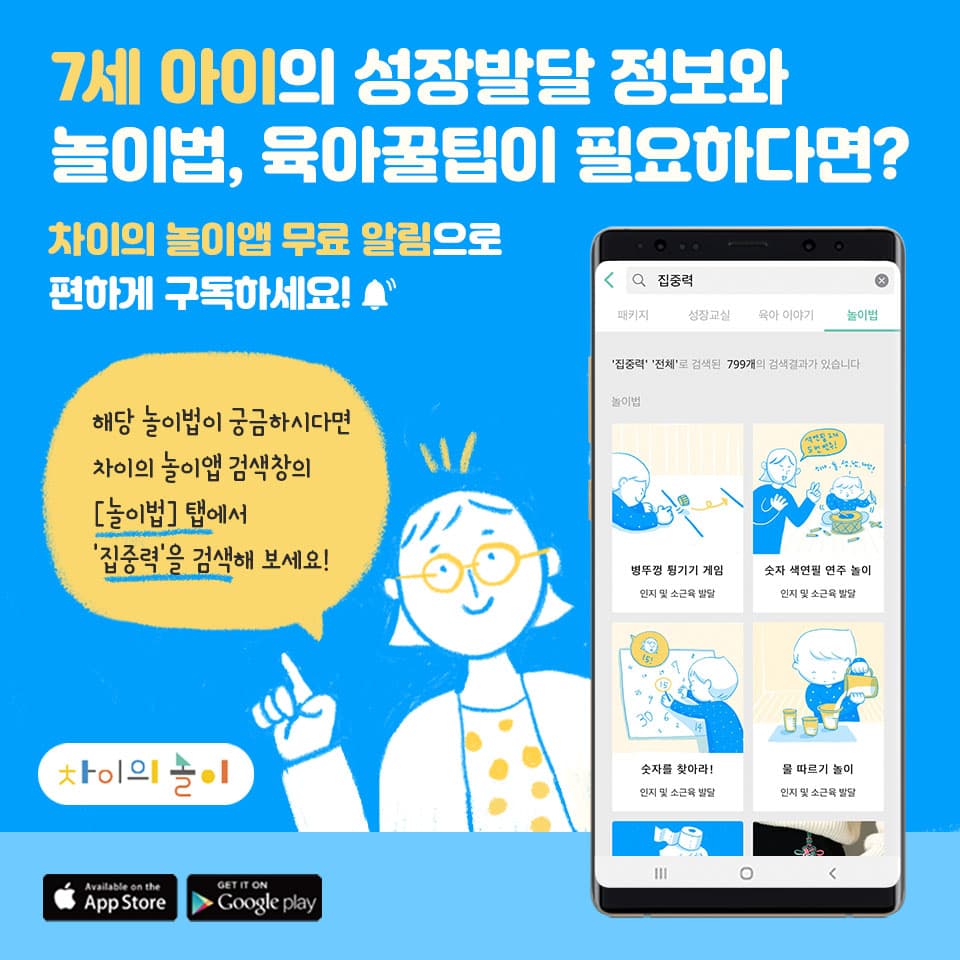 7세 아이의 성장발달 정보와
놀이법, 육아꿀팁이 필요하다면?
차이의 놀이앱 무료 알림으로
편하게 구독하세요!
해당 놀이법이 궁금하시다면
차이의 놀이앱 검색창의
[놀이법] 탭에서
'집중력'을 검색해 보세요!
차이의 놀이
Available on the
App Store
GET IT ON
Google play
집중력
패키지 성장교실 육아 이야기 놀이법
'집중력' '전체'로 검색된 799개의 검색결과가 있습니다
놀이법
병뚜껑 튕기기 게임
인지 및 소근육 발달
숫자 색연필 연주 놀이
인지 및 소근육 발달
15!
15
30
숫자를 찾아라!
인지 및 소근육 발달
물 따르기 놀이
인지 및 소근육 발달